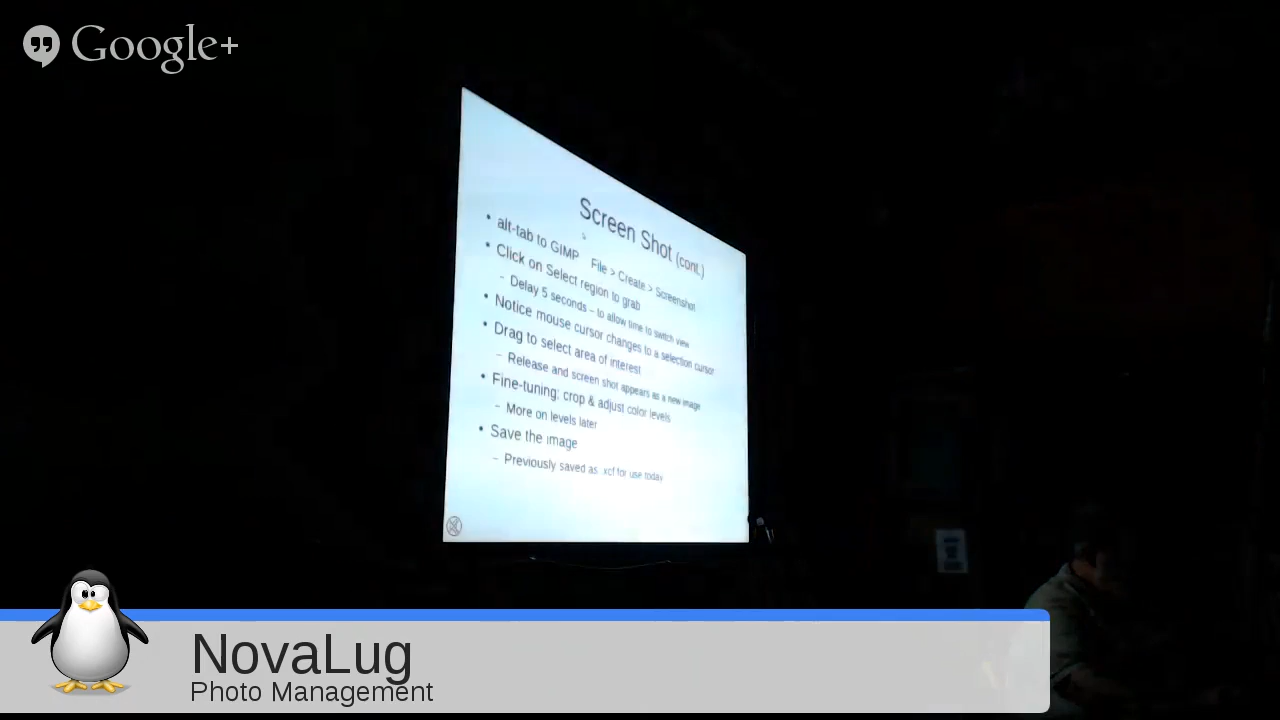 Google+
Screen Shot (cont.)
• alt-tab to GIMP File > Create > Screenshot
• Click on Select region to grab
– Delay 5 seconds – to allow time to switch view
• Notice mouse cursor changes to a selection cursor
• Drag to select area of interest
– Release and screen shot appears as a new image
• Fine-tuning: crop & adjust color levels
– More on levels later
• Save the image
– Previously saved as .xcf for use today
NovaLug
Photo Management